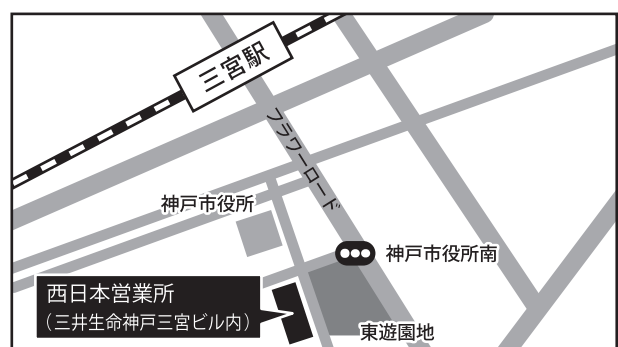 三宮駅
フラワーロード
神戸市役所
神戸市役所南
西日本営業所
(三井生命神戸三宮ビル内)
東遊園地